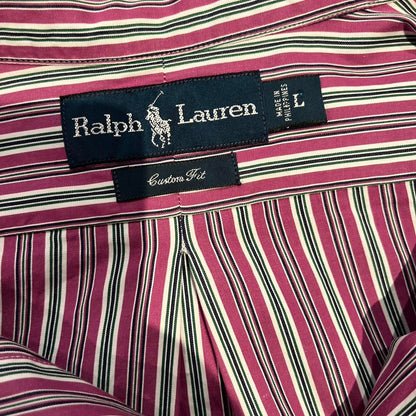 Ralph Lauren
L
MADE IN
PHILIPPINES
Custom Fit